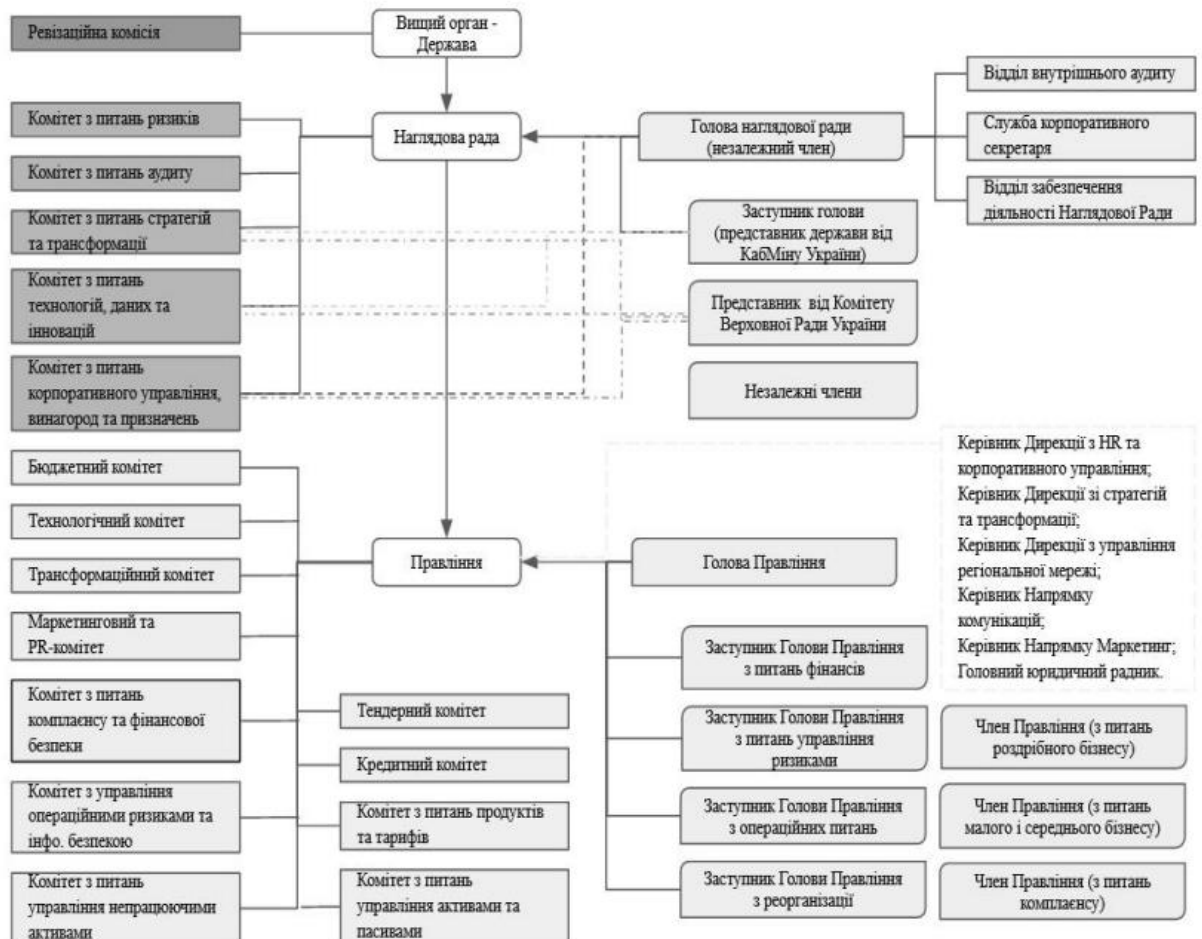 Ревізаційна комісія
Вищий орган -
Держава
Комітет з питань ризиків
Комітет з питань аудиту
Комітет з питань стратегій
та трансформації
Комітет з питань
технологій, даних та
інновацій
Комітет з питань
корпоративного управління,
винагород та призначень
Наглядова рада
Голова наглядової ради
(незалежний член)
Відділ внутрішнього аудиту
Служба корпоративного
секретаря
Відділ забезпечення
діяльності Наглядової Ради
Заступник голови
(представник держави від
КабМіну України)
Представник від Комітету
Верховної Ради України
Незалежні члени
Бюджетний комітет
Технологічний комітет
Трансформаційний комітет
Маркетинговий та
PR-комітет
Комітет з питань
комплаєнсу та фінансової
безпеки
Комітет з управління
операційними ризиками та
інфо. безпекою
Комітет з питань
управління непрацюючими
активами
Тендерний комітет
Кредитний комітет
Комітет з питань продуктів
та тарифів
Комітет з питань
управління активами та
пасивами
Правління
Голова Правління
Заступник Голови Правління
з питань фінансів
Заступник Голови Правління
з питань управління
ризиками
Заступник Голови Правління
з операційних питань
Заступник Голови Правління
з реорганізації
Керівник Дирекції з HR та
корпоративного управління;
Керівник Дирекції зі стратегій
та трансформації;
Керівник Дирекції з управління
регіональної мережі;
Керівник Напрямку
комунікацій;
Керівник Напрямку Маркетинг;
Головний юридичний радник.
Член Правління (з питань
роздрібного бізнесу)
Член Правління (з питань
малого і середнього бізнесу)
Член Правління (з питань
комплаєнсу)